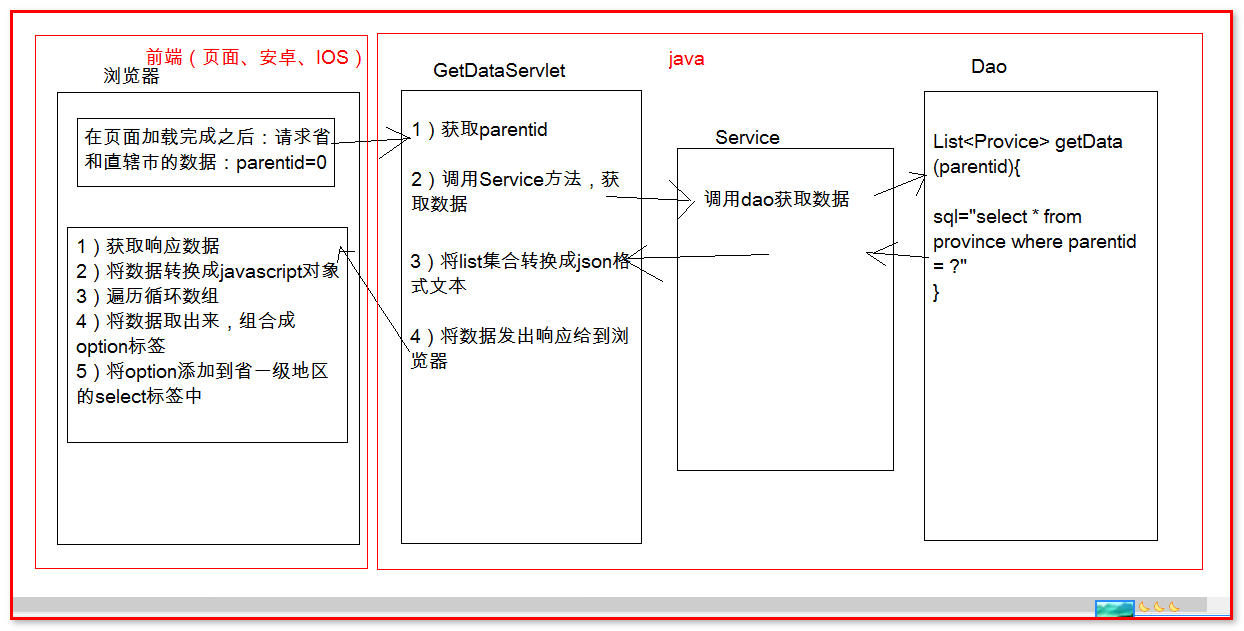 前端（页面、安卓、IOS）
浏览器
在页面加载完成之后：请求省
和直辖市的数据：parentid=0
1）获取响应数据
2）将数据转换成javascript对象
3）遍历循环数组
4）将数据取出来，组合成
option标签
5）将option添加到省一级地区
的select标签中
java
GetDataServlet
1）获取parentid
2）调用Service方法，获
取数据
3）将list集合转换成json格
式文本
4）将数据发出响应给到浏
览器
Service
调用dao获取数据
Dao
List<Provice> getData
(parentid){
sql="select * from
province where parentid
= ?"
}